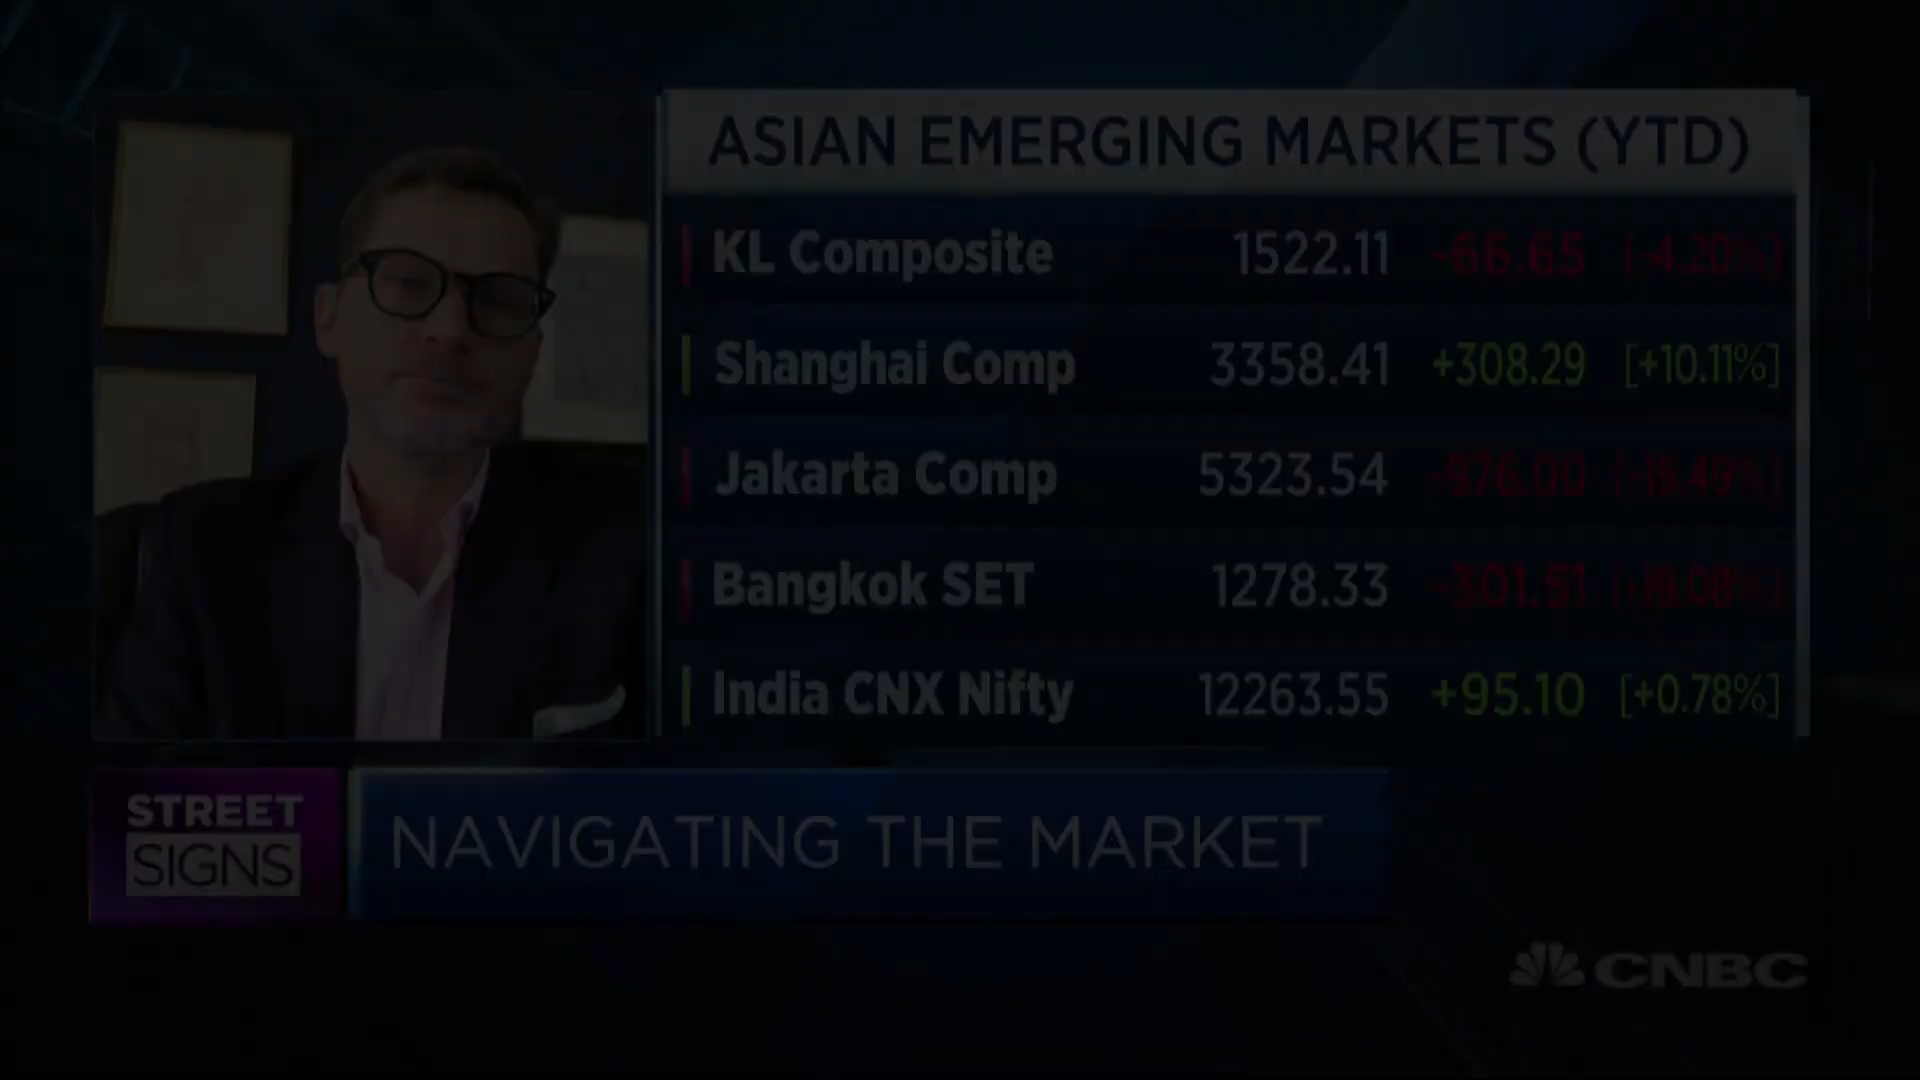 ASIAN EMERGING MARKETS (YTD)
KL Composite 1522.11 -66.65 [-4.20%]
Shanghai Comp 3358.41 +308.29 [+10.11%]
Jakarta Comp 5323.54 -976.00 [-15.49%]
Bangkok SET 1278.33 -301.51 [-19.08%]
India CNX Nifty 12263.55 +95.10 [+0.78%]
STREET
SIGNS
NAVIGATING THE MARKET
CNBC